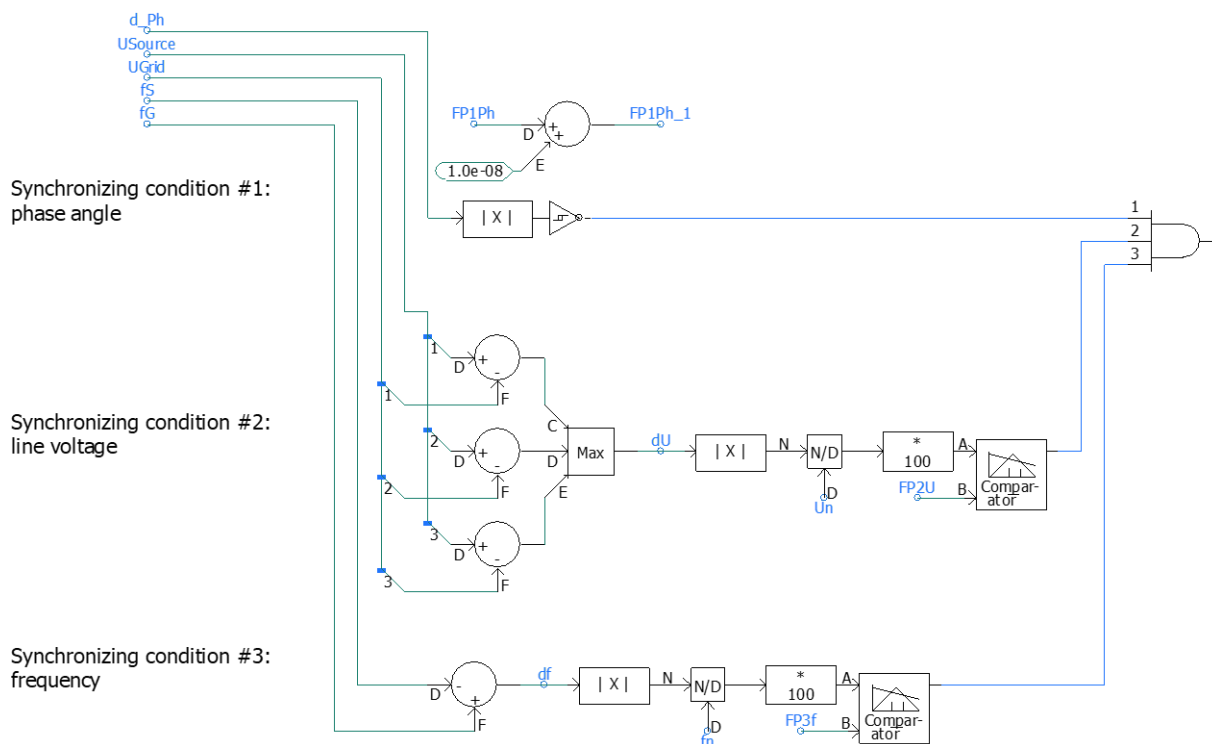 d_Ph
USource
UGrid
fS
fG
FP1Ph
D
+
+
FP1Ph_1
1.0e-08
E
Synchronizing condition #1:
phase angle
| X |
1
2
3
1
D
+
-
F
1
Synchronizing condition #2:
line voltage
2
D
+
-
F
2
C
D
E
Max
dU
| X |
N
N/D
D
Un
*
100
A
FP2U
B
Compar-
ator
3
D
+
-
F
3
Synchronizing condition #3:
frequency
D
-
+
F
df
| X |
N
N/D
D
fn
*
100
A
FP3f
B
Compar-
ator